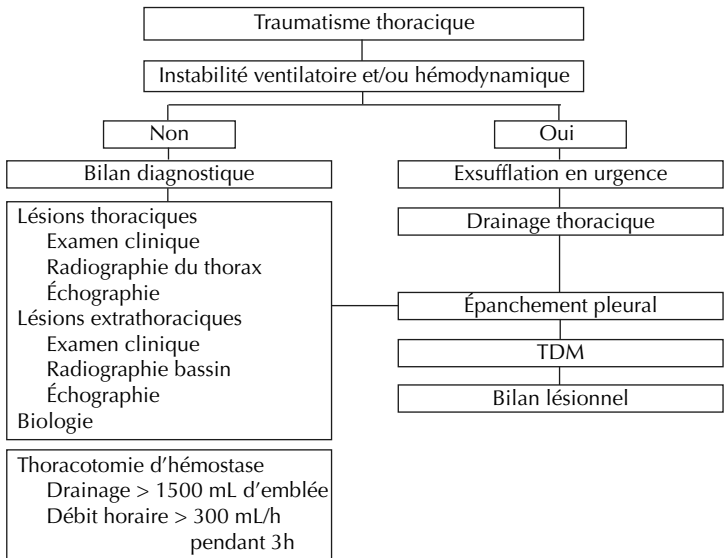 Traumatisme thoracique
Instabilité ventilatoire et/ou hémodynamique
Non
Oui
Bilan diagnostique
Exsufflation en urgence
Lésions thoraciques
Examen clinique
Radiographie du thorax
Échographie
Lésions extrathoraciques
Examen clinique
Radiographie bassin
Échographie
Biologie
Drainage thoracique
Épanchement pleural
TDM
Bilan lésionnel
Thoracotomie d'hémostase
Drainage > 1500 mL d'emblée
Débit horaire > 300 mL/h
pendant 3h